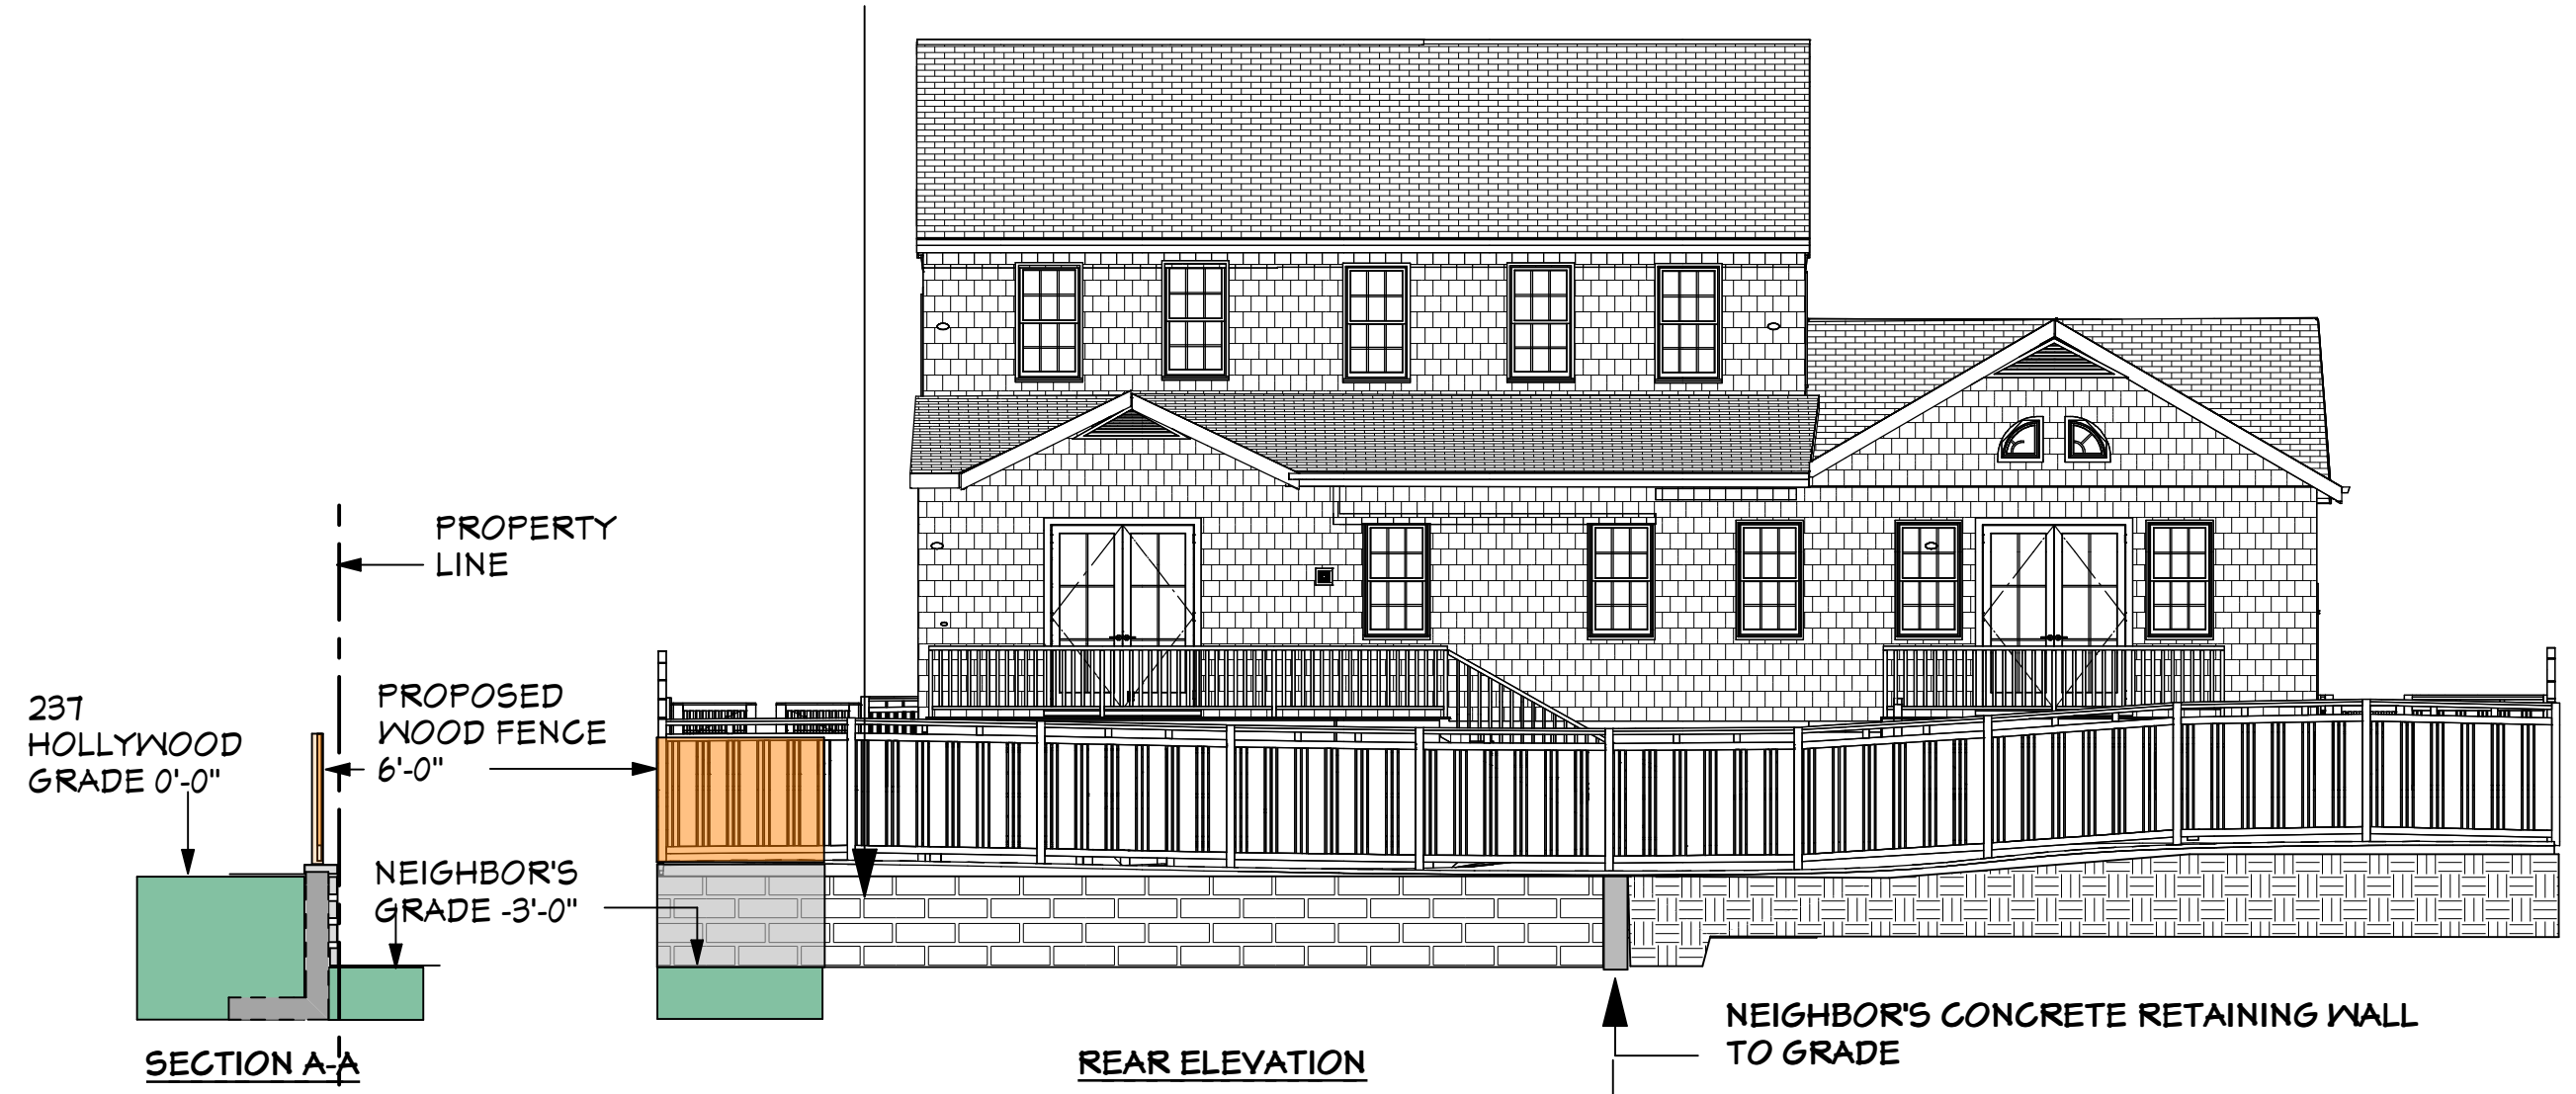 PROPERTY
LINE
237
HOLLYWOOD
GRADE 0'-0"
PROPOSED
WOOD FENCE
6'-0"
NEIGHBOR'S
GRADE -3'-0"
SECTION A-A
REAR ELEVATION
NEIGHBOR'S CONCRETE RETAINING WALL
TO GRADE